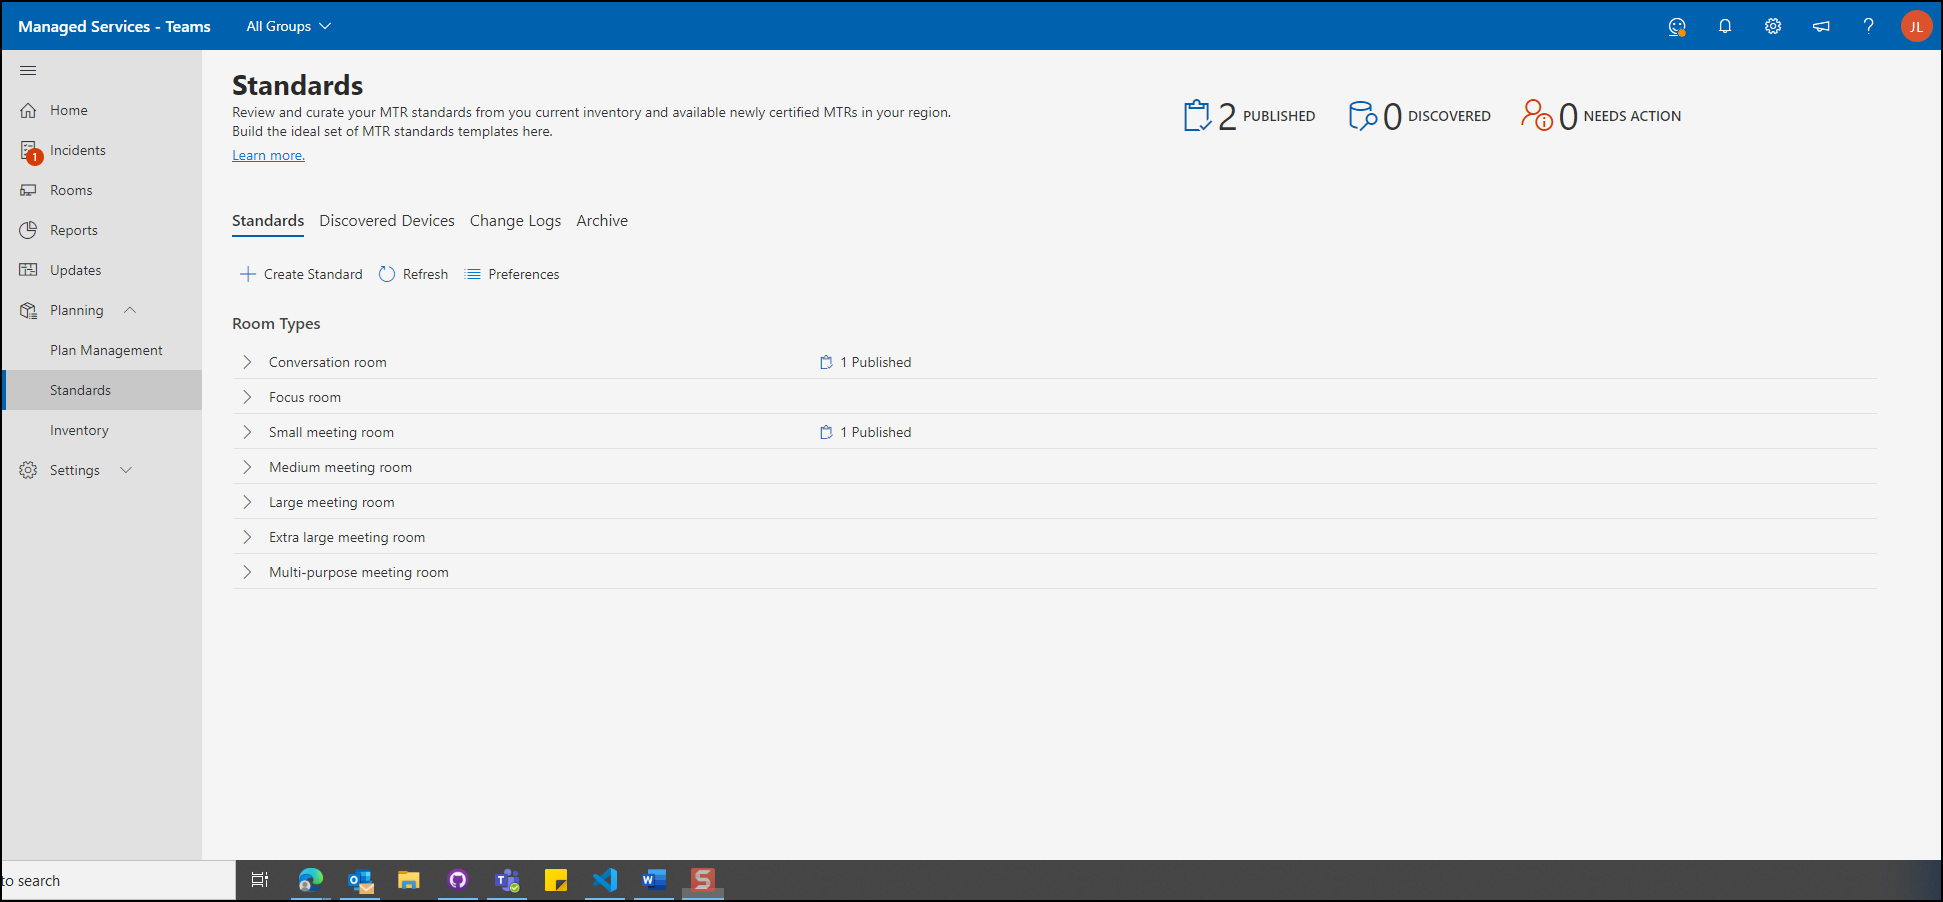 Managed Services - Teams
All Groups
JL
Home
Incidents
1
Rooms
Reports
Updates
Planning
Plan Management
Standards
Inventory
Settings
Standards
Review and curate your MTR standards from you current inventory and available newly certified MTRs in your region.
Build the ideal set of MTR standards templates here.
Learn more.
2 PUBLISHED
0 DISCOVERED
0 NEEDS ACTION
Standards Discovered Devices Change Logs Archive
Create Standard Refresh Preferences
Room Types
Conversation room 1 Published
Focus room
Small meeting room 1 Published
Medium meeting room
Large meeting room
Extra large meeting room
Multi-purpose meeting room
to search